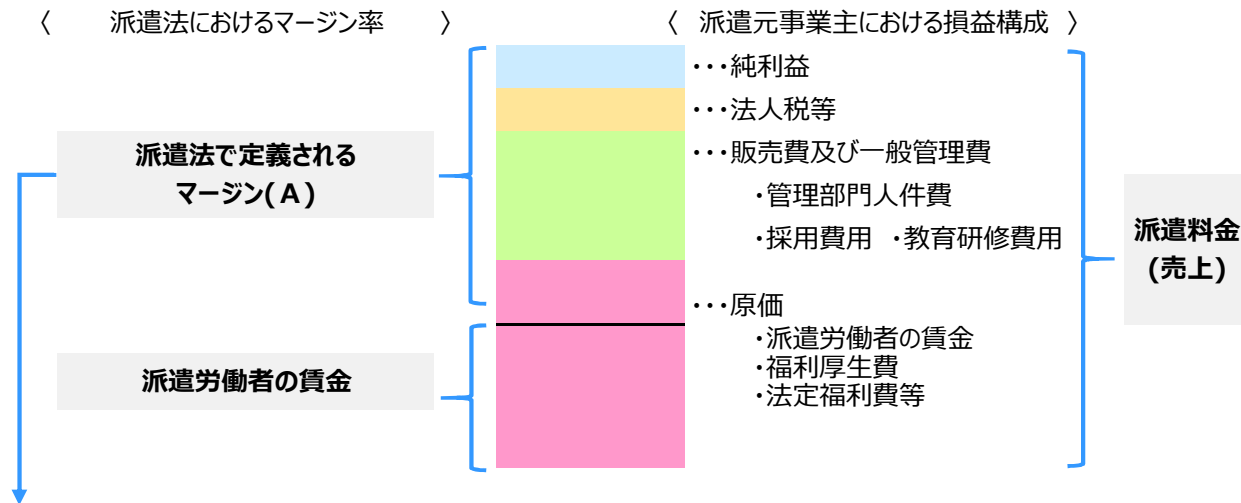 〈 派遣法におけるマージン率 〉
〈 派遣元事業主における損益構成 〉
・・・純利益
・・・法人税等
派遣法で定義される
マージン(Ａ)
・・・販売費及び一般管理費
・管理部門人件費
・採用費用 ・教育研修費用
派遣料金
(売上)
・・・原価
・派遣労働者の賃金
・福利厚生費
・法定福利費等
派遣労働者の賃金